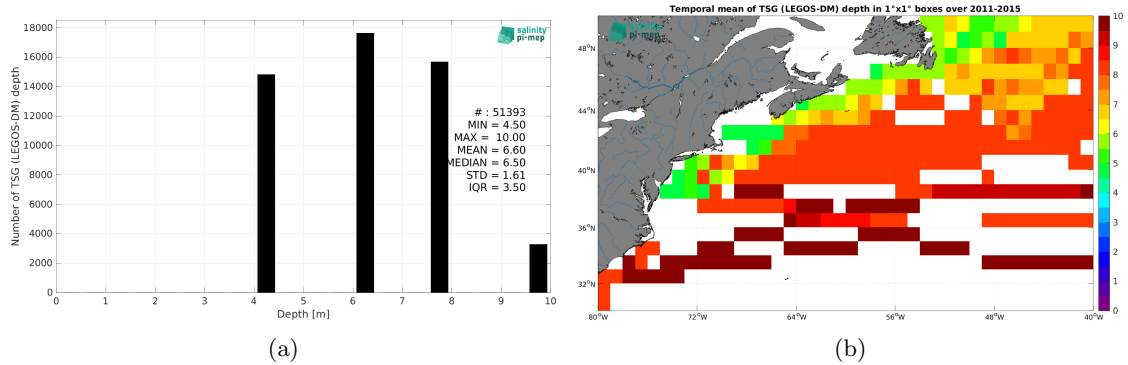 18000
16000
14000
12000
10000
8000
6000
4000
2000
0
Number of TSG (LEGOS-DM) depth
salinity
pi-mep
# : 51393
MIN = 4.50
MAX = 10.00
MEAN = 6.60
MEDIAN = 6.50
STD = 1.61
IQR = 3.50
0 1 2 3 4 5 6 7 8 9 10
Depth [m]
(a)
Temporal mean of TSG (LEGOS-DM) depth in 1°x1° boxes over 2011-2015
salinity
pi-mep
48°N
44°N
40°N
36°N
32°N
80°W 72°W 64°W 56°W 48°W 40°W
10
9
8
7
6
5
4
3
2
1
0
(b)